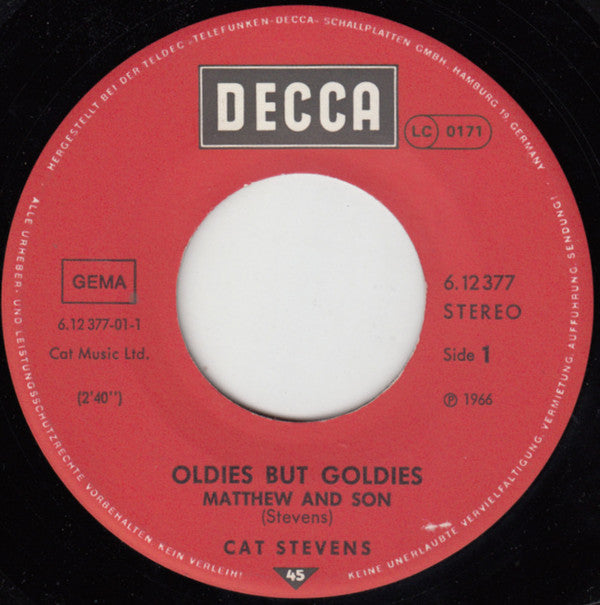 HERGESTELLT BEI DER TELDEC »TELEFUNKEN-DECCA« SCHALLPLATTEN GMBH · HAMBURG 19, GERMANY
DECCA
LC 0171
GEMA
6.12 377-01-1
Cat Music Ltd.
(2'40'')
6.12 377
STEREO
Side 1
℗ 1966
OLDIES BUT GOLDIES
MATTHEW AND SON
(Stevens)
CAT STEVENS
45
ALLE URHEBER- UND LEISTUNGSSCHUTZRECHTE VORBEHALTEN. KEIN VERLEIH!
KEINE UNERLAUBTE VERVIELFALTIGUNG, VERMIETUNG, AUFFÜHRUNG, SENDUNG!